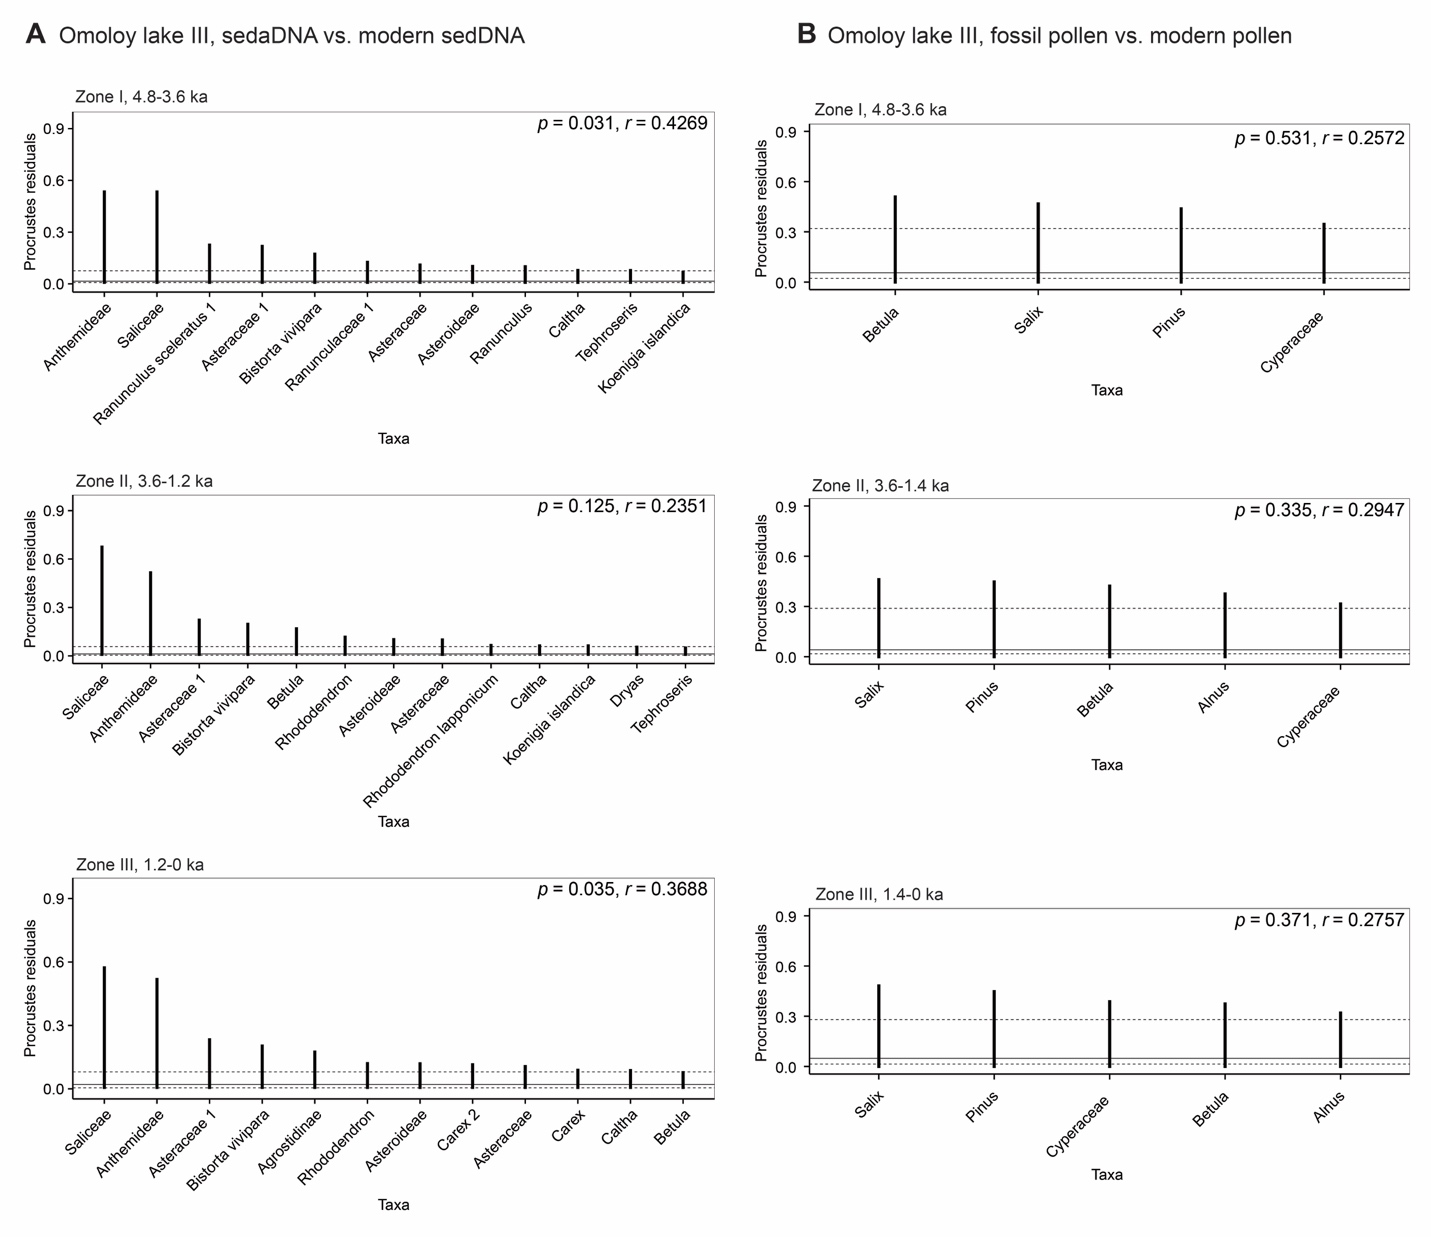 A Omoloy lake III, sedaDNA vs. modern sedDNA
Zone I, 4.8-3.6 ka
p = 0.031, r = 0.4269
Procrustes residuals
0.9
0.6
0.3
0.0
Anthemideae
Saliceae
Ranunculus sceleratus 1
Asteraceae 1
Bistorta vivipara
Ranunculaceae 1
Asteraceae
Asteroideae
Ranunculus
Caltha
Tephroseris
Koenigia islandica
Taxa
Zone II, 3.6-1.2 ka
p = 0.125, r = 0.2351
Procrustes residuals
0.9
0.6
0.3
0.0
Saliceae
Anthemideae
Asteraceae 1
Bistorta vivipara
Betula
Rhododendron
Asteroideae
Asteraceae
Rhododendron lapponicum
Caltha
Koenigia islandica
Dryas
Tephroseris
Taxa
Zone III, 1.2-0 ka
p = 0.035, r = 0.3688
Procrustes residuals
0.9
0.6
0.3
0.0
Saliceae
Anthemideae
Asteraceae 1
Bistorta vivipara
Agrostidinae
Rhododendron
Asteroideae
Carex 2
Asteraceae
Carex
Caltha
Betula
Taxa
B Omoloy lake III, fossil pollen vs. modern pollen
Zone I, 4.8-3.6 ka
p = 0.531, r = 0.2572
Procrustes residuals
0.9
0.6
0.3
0.0
Betula
Salix
Pinus
Cyperaceae
Taxa
Zone II, 3.6-1.4 ka
p = 0.335, r = 0.2947
Procrustes residuals
0.9
0.6
0.3
0.0
Salix
Pinus
Betula
Alnus
Cyperaceae
Taxa
Zone III, 1.4-0 ka
p = 0.371, r = 0.2757
Procrustes residuals
0.9
0.6
0.3
0.0
Salix
Pinus
Cyperaceae
Betula
Alnus
Taxa